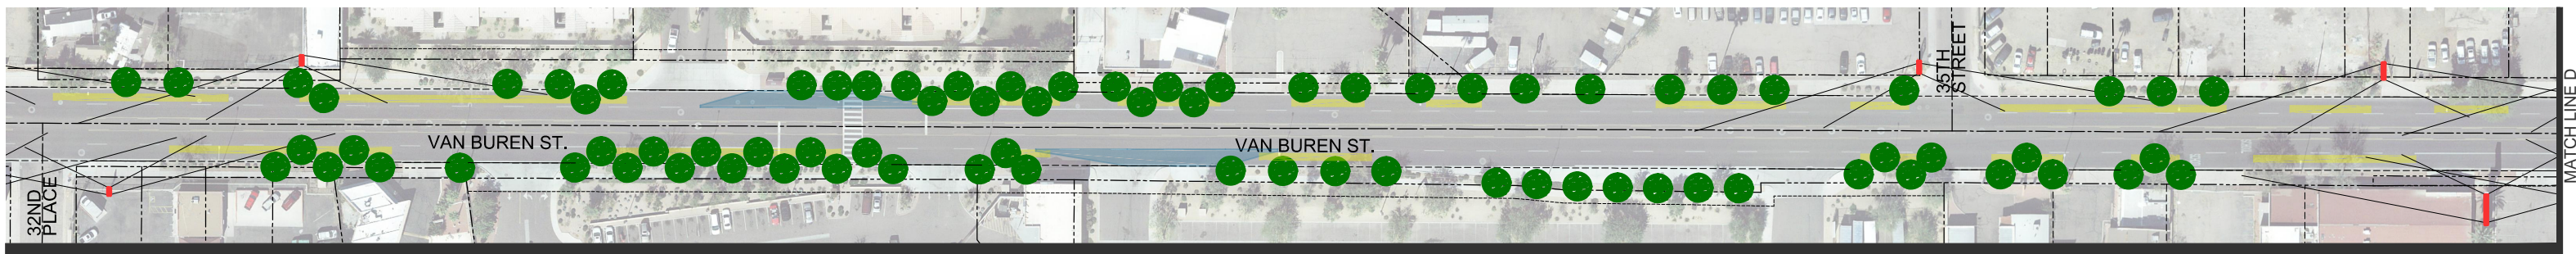 32ND
PLACE
VAN BUREN ST.
VAN BUREN ST.
35TH
STREET
MATCH LINE D